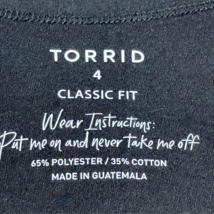 TORRID
4
CLASSIC FIT
Wear Instructions:
Put me on and never take me off
65% POLYESTER / 35% COTTON
MADE IN GUATEMALA